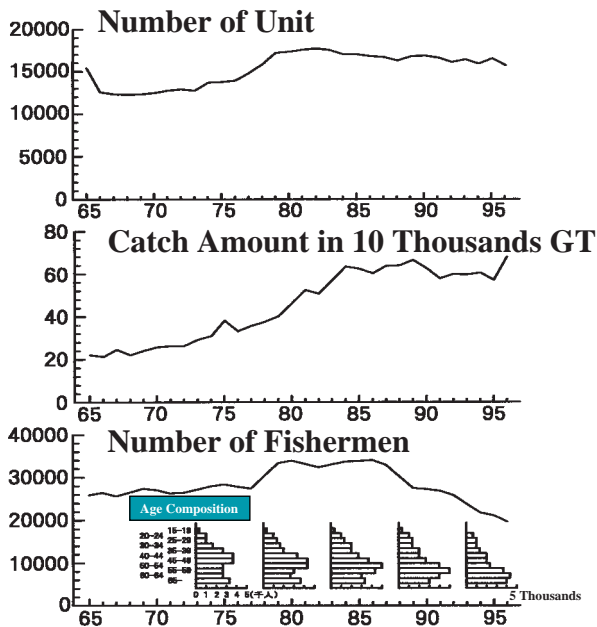 Number of Unit
20000
15000
10000
5000
0
65 70 75 80 85 90 95
Catch Amount in 10 Thousands GT
80
60
40
20
0
65 70 75 80 85 90 95
Number of Fishermen
40000
30000
20000
10000
0
Age Composition
15-19
20-24
25-29
30-34
35-39
40-44
45-49
50-54
55-59
60-64
65-
0 1 2 3 4 5(千人)
5 Thousands
65 70 75 80 85 90 95